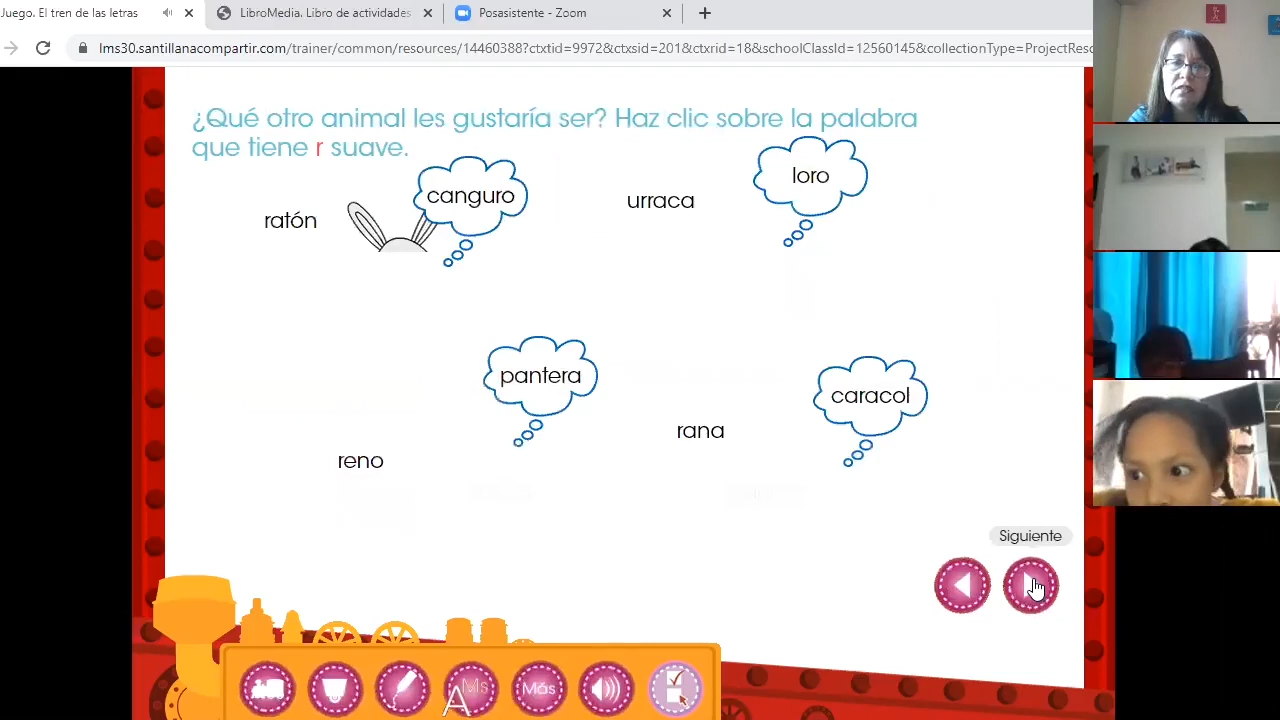 Juego. El tren de las letras
LibroMedia. Libro de actividades
Posasistente - Zoom
lms30.santillanacompartir.com/trainer/common/resources/14460388?ctxtid=9972&ctxsid=201&ctxrid=18&schoolClassId=12560145&collectionType=ProjectReso
¿Qué otro animal les gustaría ser? Haz clic sobre la palabra
que tiene r suave.
ratón
canguro
urraca
loro
pantera
caracol
rana
reno
Siguiente
A Ms
Más